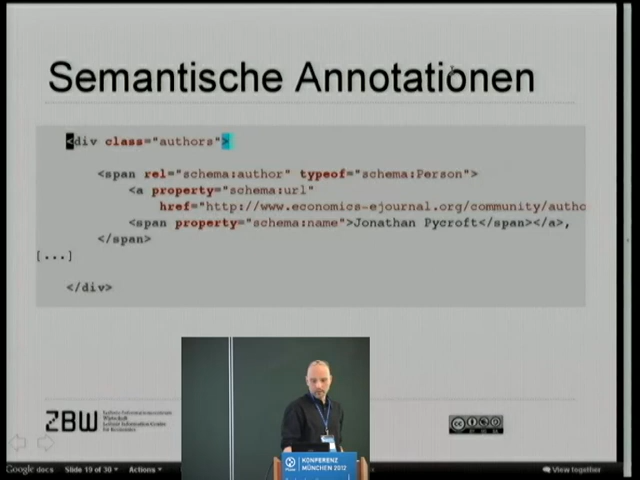 Semantische Annotationen
<div class="authors">
<span rel="schema:author" typeof="schema:Person">
<a property="schema:url"
href="http://www.economics-ejournal.org/community/autho
<span property="schema:name">Jonathan Pycroft</span></a>,
</span>
[...]
</div>
ZBW
KONFERENZ
MÜNCHEN 2012
Google docs Slide 19 of 30 Actions View together